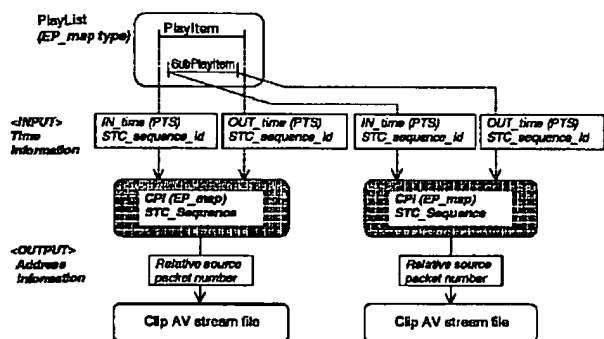 PlayList
(EP_map type)
PlayItem
SubPlayItem
<INPUT>
Time
Information
IN_time (PTS)
STC_sequence_id
OUT_time (PTS)
STC_sequence_id
IN_time (PTS)
STC_sequence_id
OUT_time (PTS)
STC_sequence_id
CPI (EP_map)
STC_Sequence
CPI (EP_map)
STC_Sequence
<OUTPUT>
Address
Information
Relative source
packet number
Relative source
packet number
Clip AV stream file
Clip AV stream file